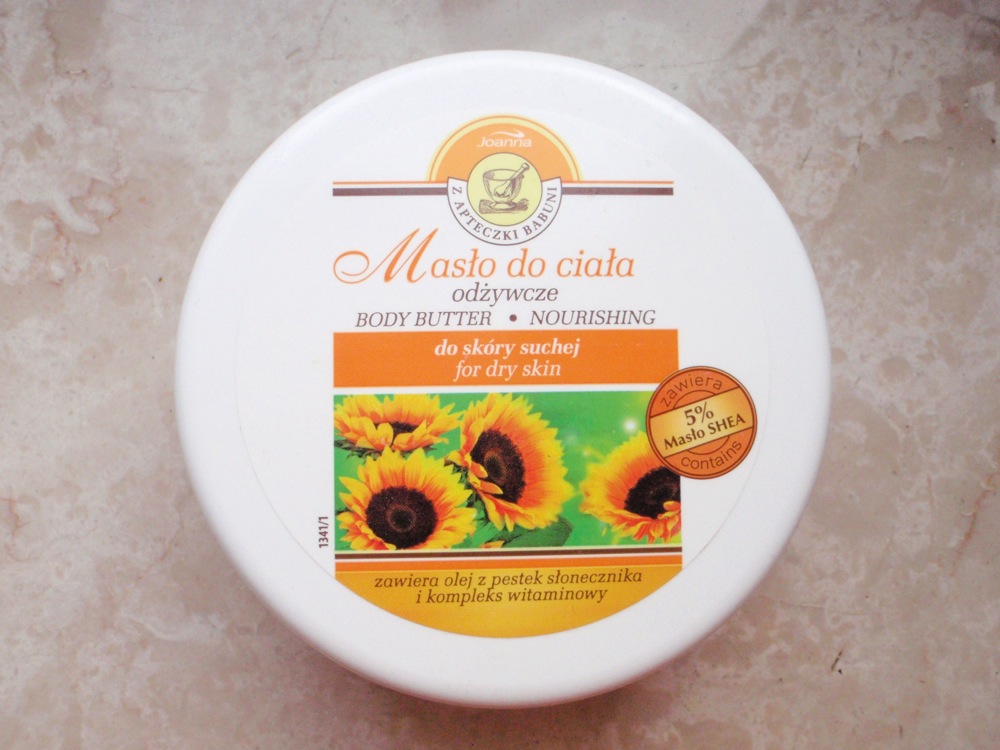 Joanna
Z APTECZKI BABUNI
Masło do ciała
odżywcze
BODY BUTTER • NOURISHING
do skóry suchej
for dry skin
zawiera
5%
Masło SHEA
contains
1341/1
zawiera olej z pestek słonecznika
i kompleks witaminowy